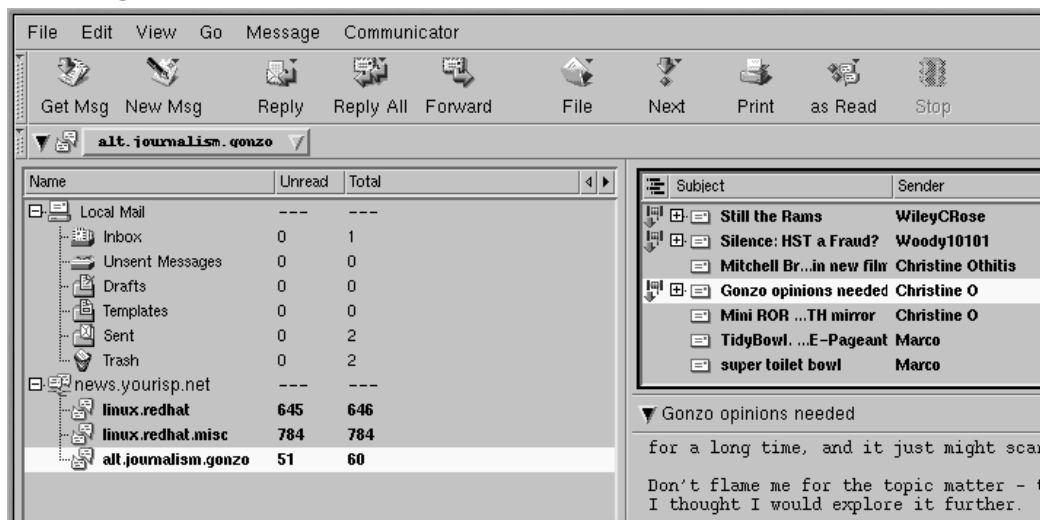 File Edit View Go Message Communicator
Get Msg New Msg Reply Reply All Forward File Next Print as Read Stop
alt.journalism.gonzo
Name Unread Total
Local Mail --- ---
Inbox 0 1
Unsent Messages 0 0
Drafts 0 0
Templates 0 0
Sent 0 2
Trash 0 2
news.yourisp.net --- ---
linux.redhat 645 646
linux.redhat.misc 784 784
alt.journalism.gonzo 51 60
Subject Sender
Still the Rams WileyCRose
Silence: HST a Fraud? Woody10101
Mitchell Br...in new film Christine Othitis
Gonzo opinions needed Christine O
Mini ROR ...TH mirror Christine O
TidyBowl. ...E-Pageant Marco
super toilet bowl Marco
Gonzo opinions needed
for a long time, and it just might
Don't flame me for the topic matter -
I thought I would explore it further.